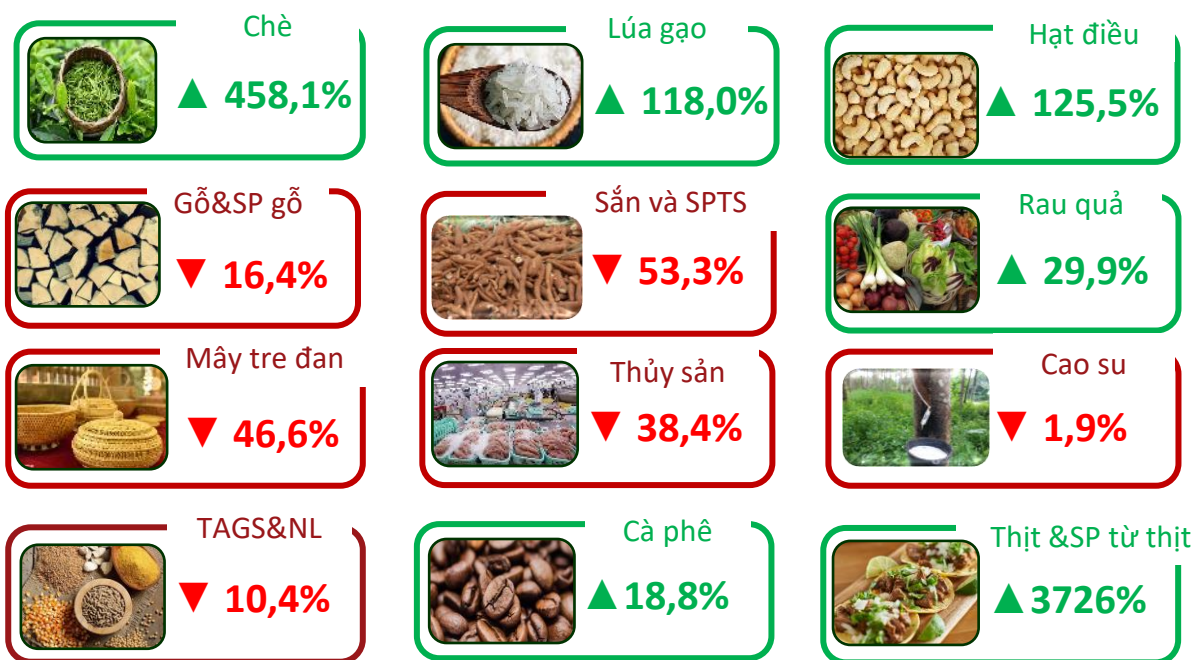 Chè
▲ 458,1%
Lúa gạo
▲ 118,0%
Hạt điều
▲ 125,5%
Gỗ&SP gỗ
▼ 16,4%
Sắn và SPTS
▼ 53,3%
Rau quả
▲ 29,9%
Mây tre đan
▼ 46,6%
Thủy sản
▼ 38,4%
Cao su
▼ 1,9%
TAGS&NL
▼ 10,4%
Cà phê
▲ 18,8%
Thịt &SP từ thịt
▲ 3726%